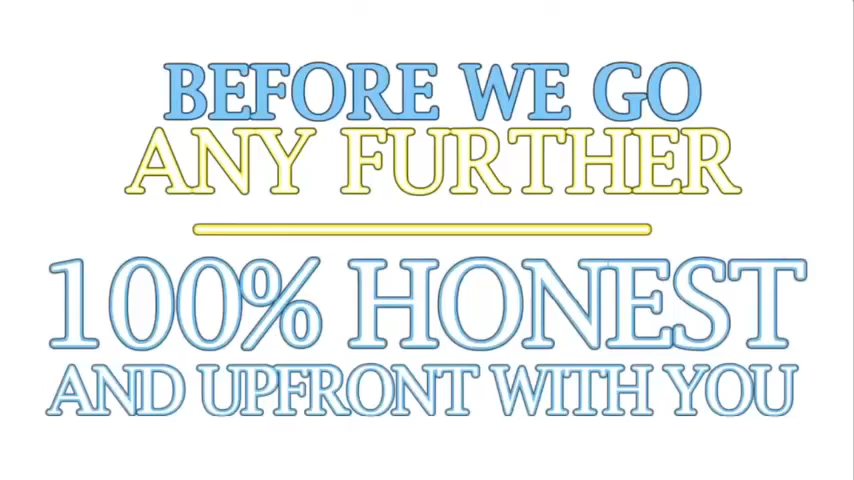 BEFORE WE GO
ANY FURTHER
100% HONEST
AND UPFRONT WITH YOU